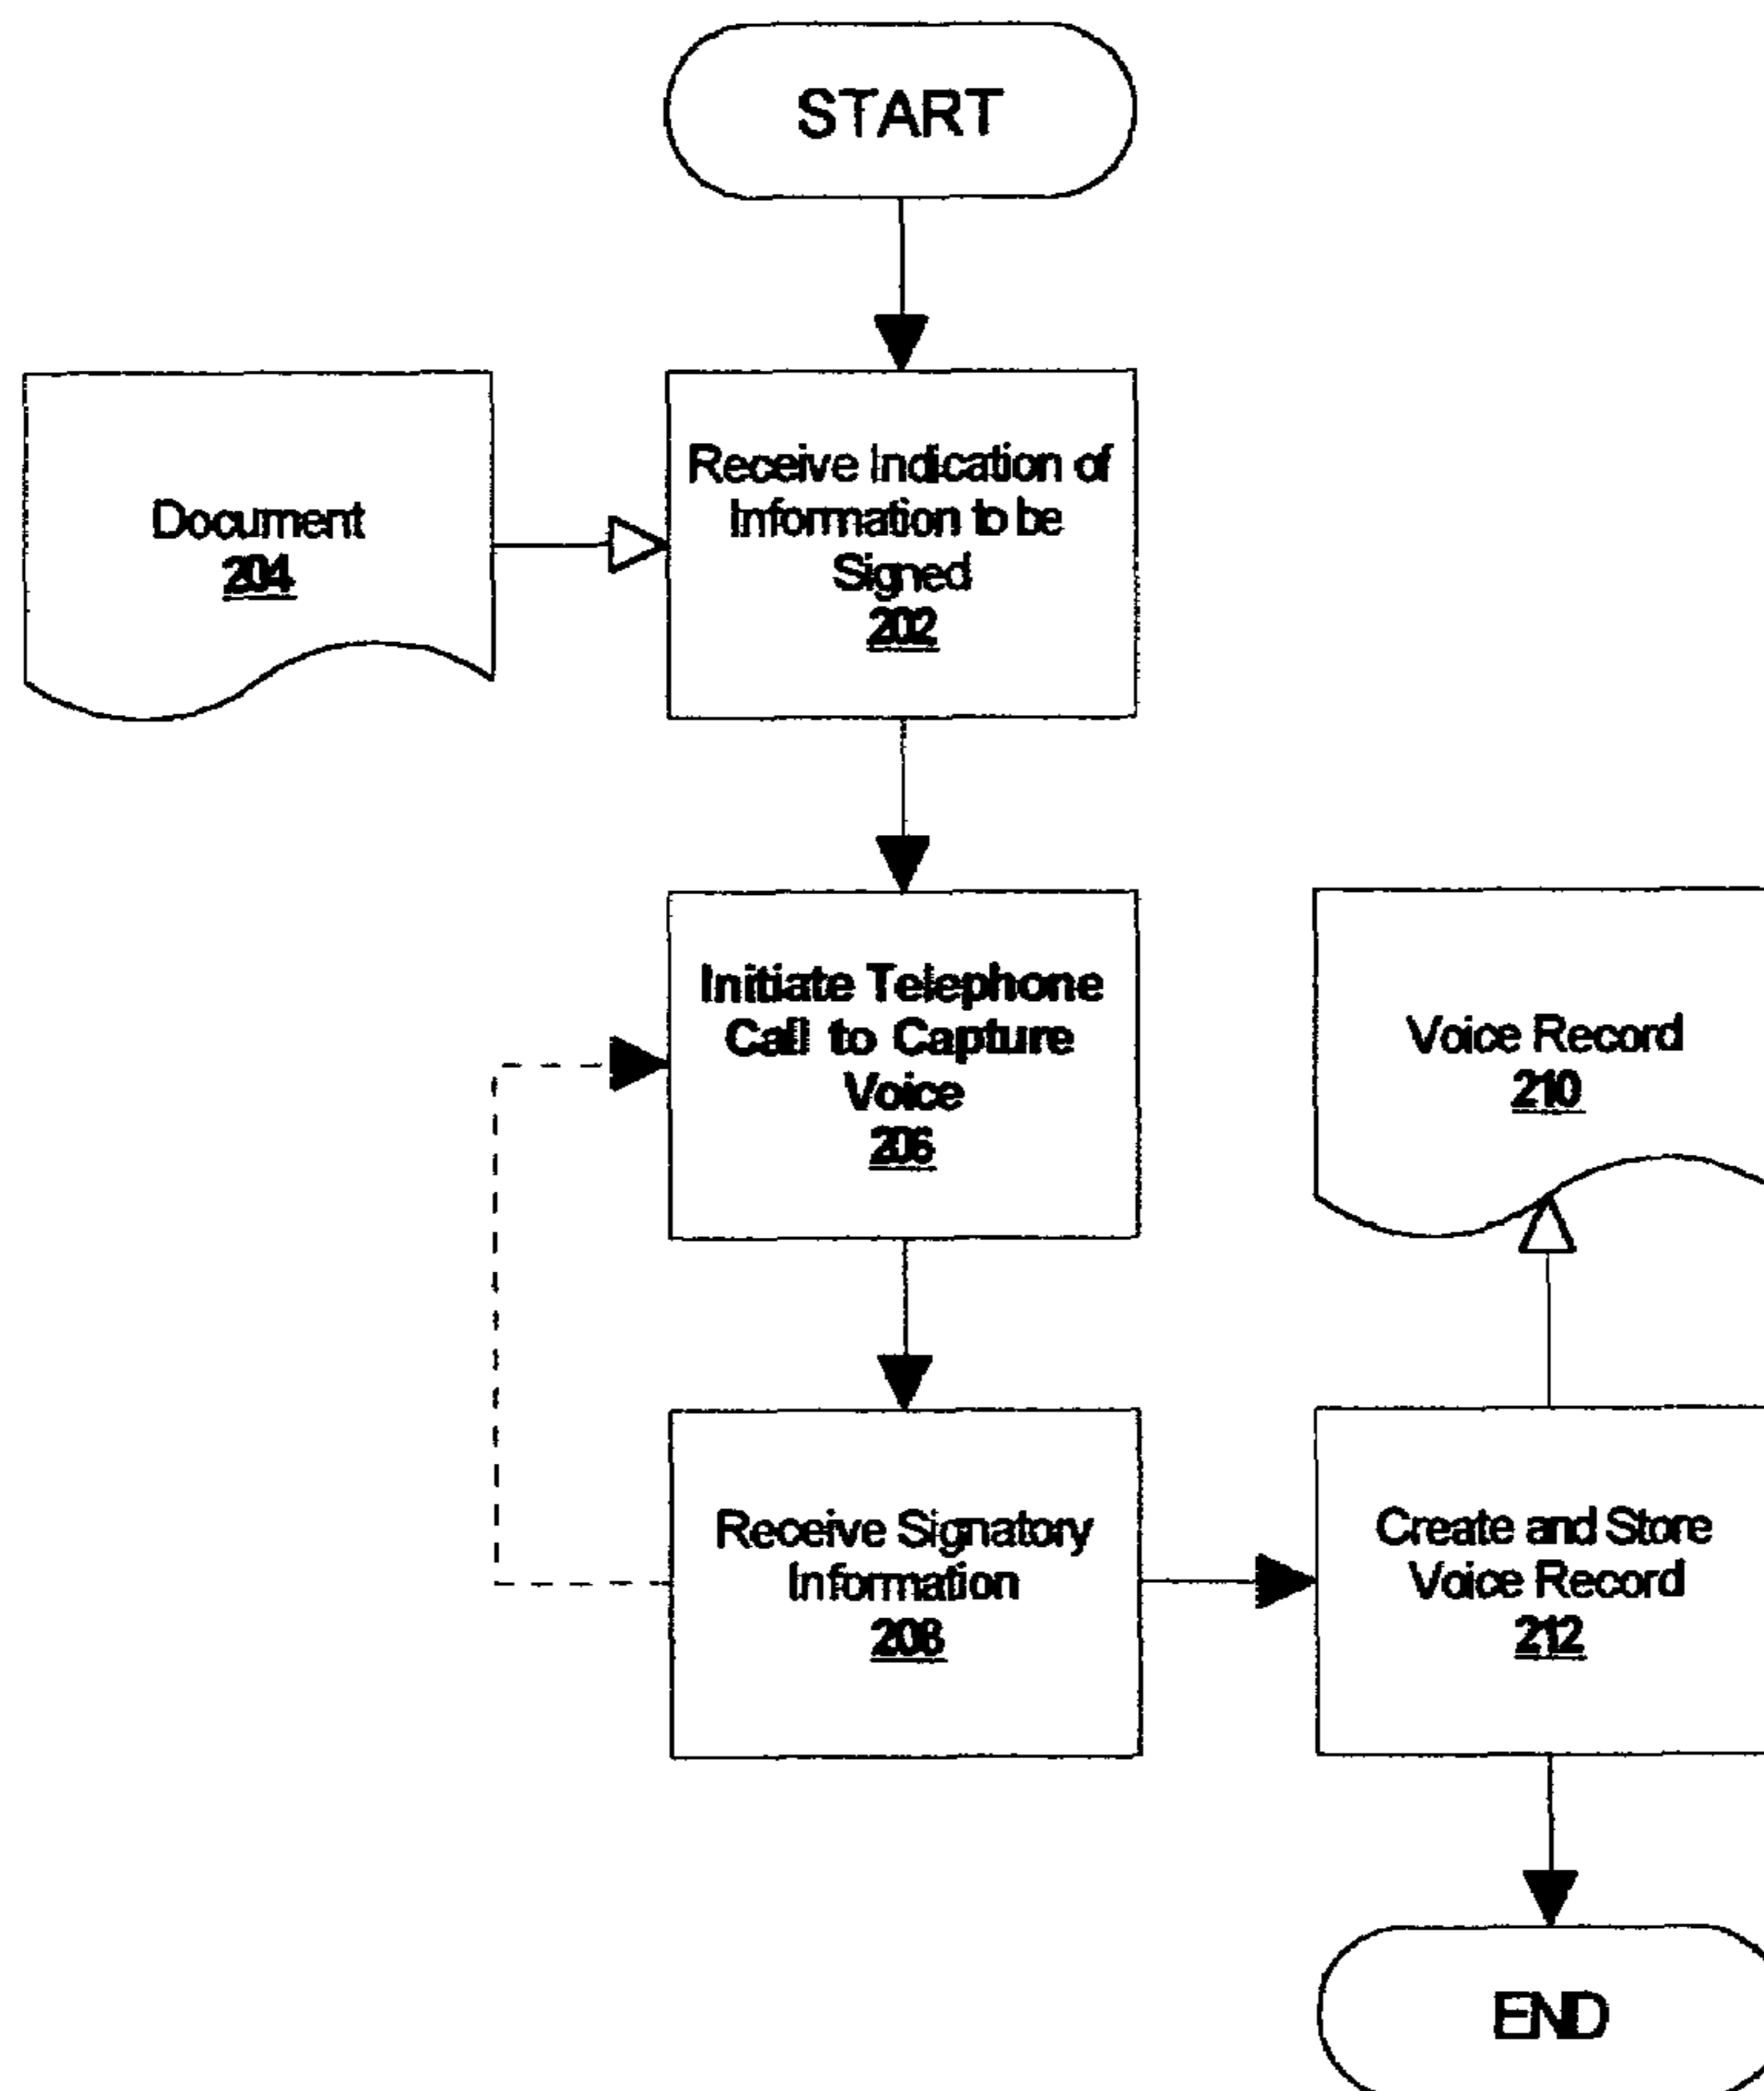 START
Document
204
Receive Indication of
Information to be
Signed
202
Initiate Telephone
Call to Capture
Voice
206
Voice Record
210
Receive Signatory
Information
208
Create and Store
Voice Record
212
END